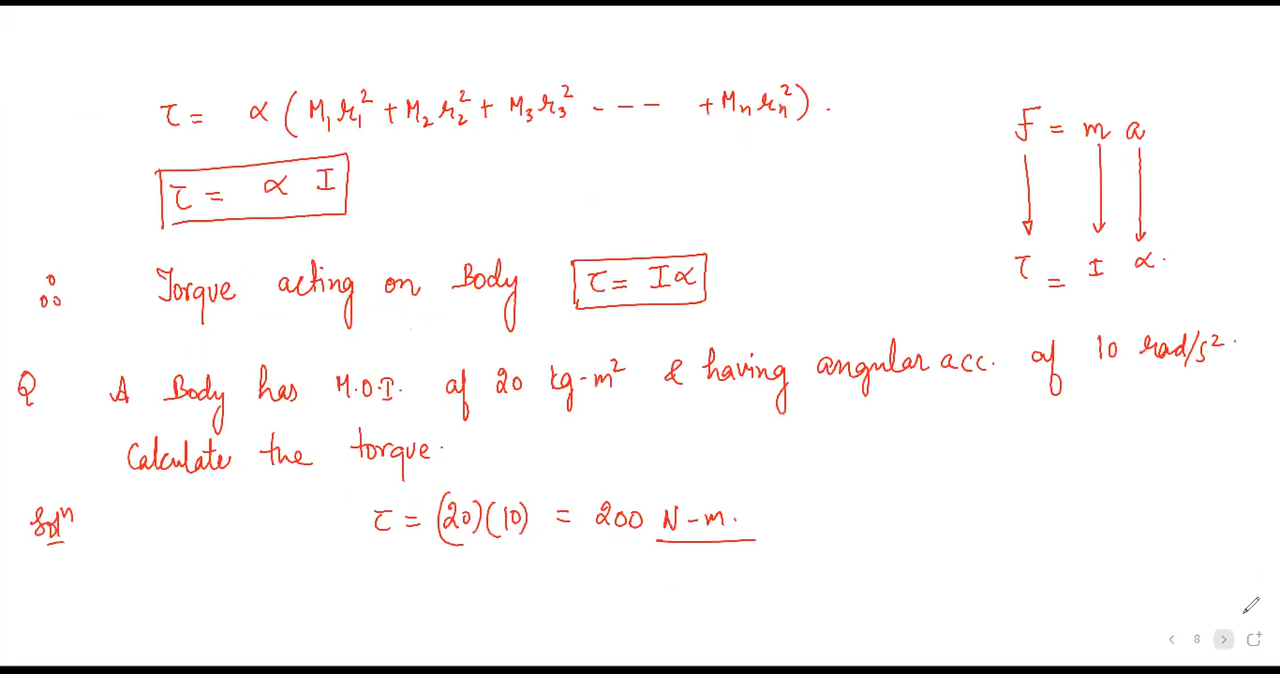 τ = α (M₁r₁² + M₂r₂² + M₃r₃² - - - - + Mₙrₙ²).
F = m a
τ = α I
τ = I α.
∴ Torque acting on Body τ = Iα
Q A Body has M.O.I. of 20 kg-m² & having angular acc. of 10 rad/s².
Calculate the torque.
Solⁿ τ = (20)(10) = 200 N-m.
8